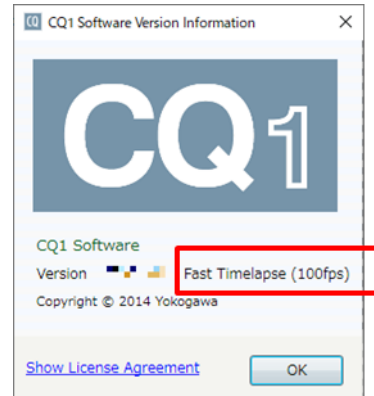 CQ1 Software Version Information
CQ1
CQ1 Software
Version Fast Timelapse (100fps)
Copyright © 2014 Yokogawa
Show License Agreement OK